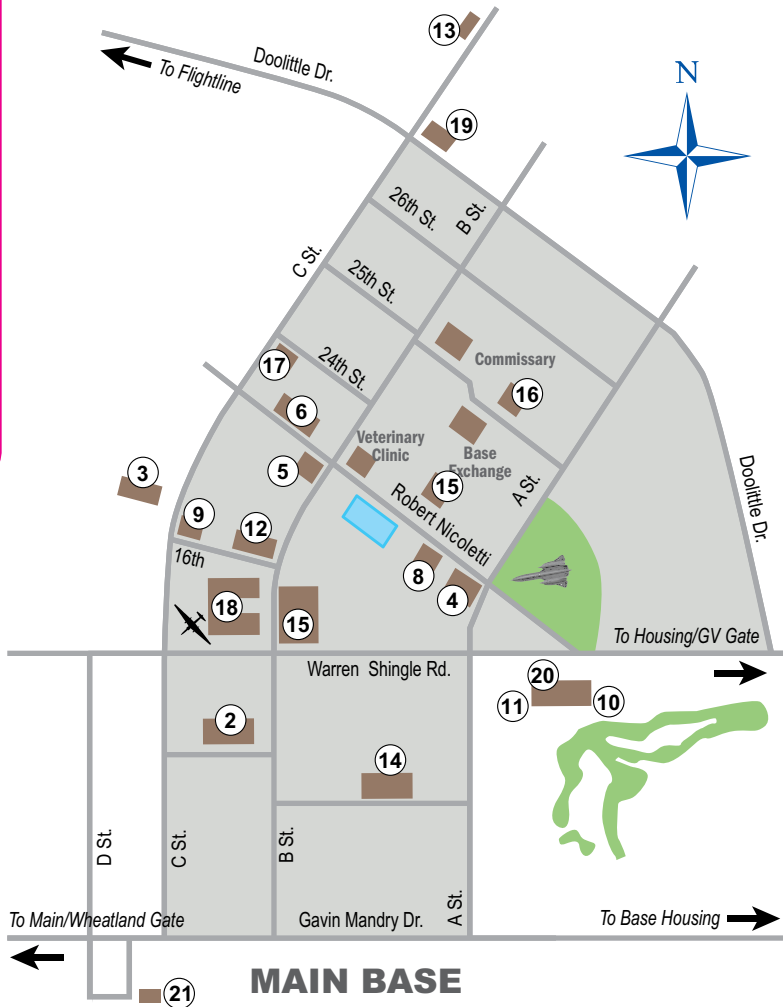 13
Doolittle Dr.
To Flightline
N
19
26th St.
B St.
C St.
25th St.
24th St.
17
Commissary
16
6
Veterinary
Clinic
Base
Exchange
5
3
15
A St.
Robert Nicoletti
Doolittle Dr.
9
12
16th
8
4
18
15
To Housing/GV Gate
Warren Shingle Rd.
20
11
10
2
14
D St.
C St.
B St.
A St.
To Main/Wheatland Gate
Gavin Mandry Dr.
To Base Housing
MAIN BASE
21